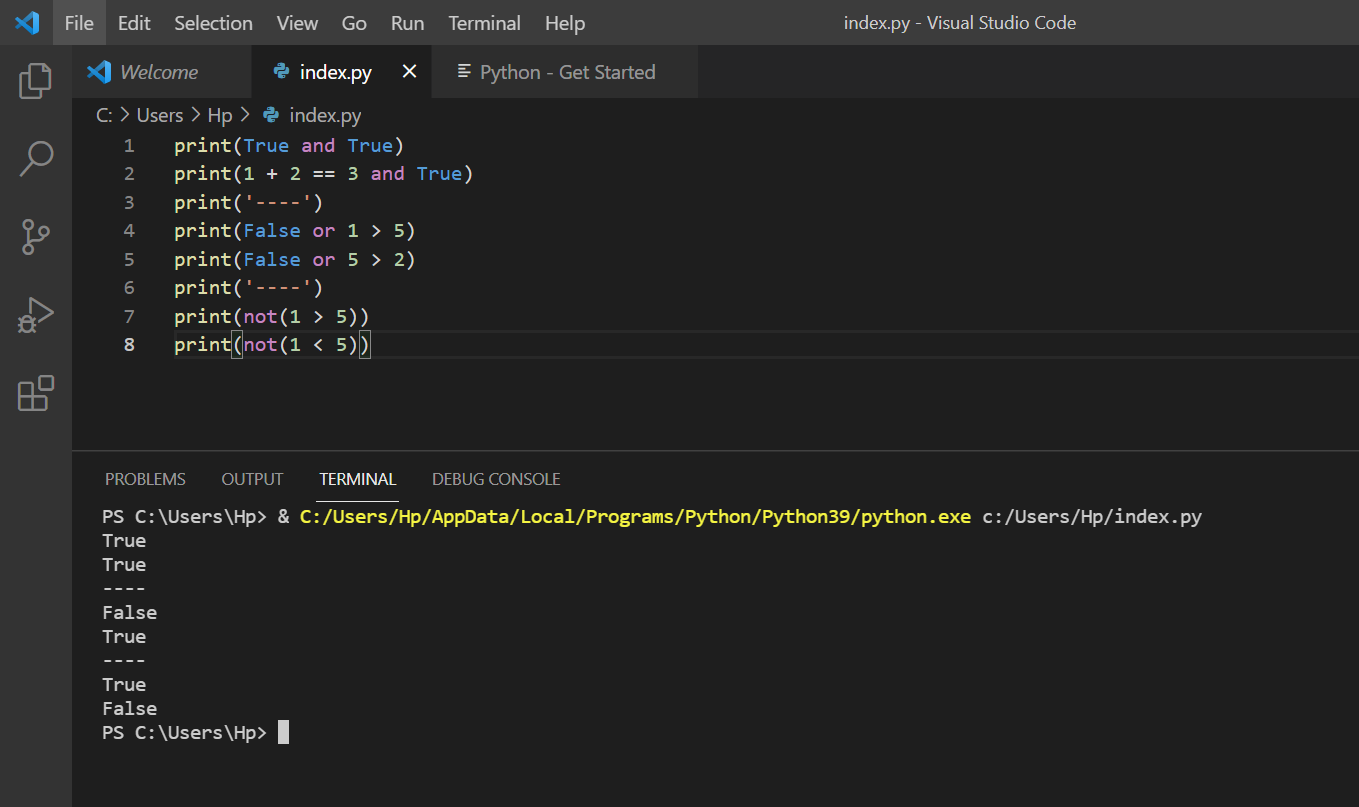 File Edit Selection View Go Run Terminal Help index.py - Visual Studio Code
Welcome index.py Python - Get Started
C: > Users > Hp > index.py
1 print(True and True)
2 print(1 + 2 == 3 and True)
3 print('----')
4 print(False or 1 > 5)
5 print(False or 5 > 2)
6 print('----')
7 print(not(1 > 5))
8 print(not(1 < 5))
PROBLEMS OUTPUT TERMINAL DEBUG CONSOLE
PS C:\Users\Hp> & C:/Users/Hp/AppData/Local/Programs/Python/Python39/python.exe c:/Users/Hp/index.py
True
True
----
False
True
----
True
False
PS C:\Users\Hp>